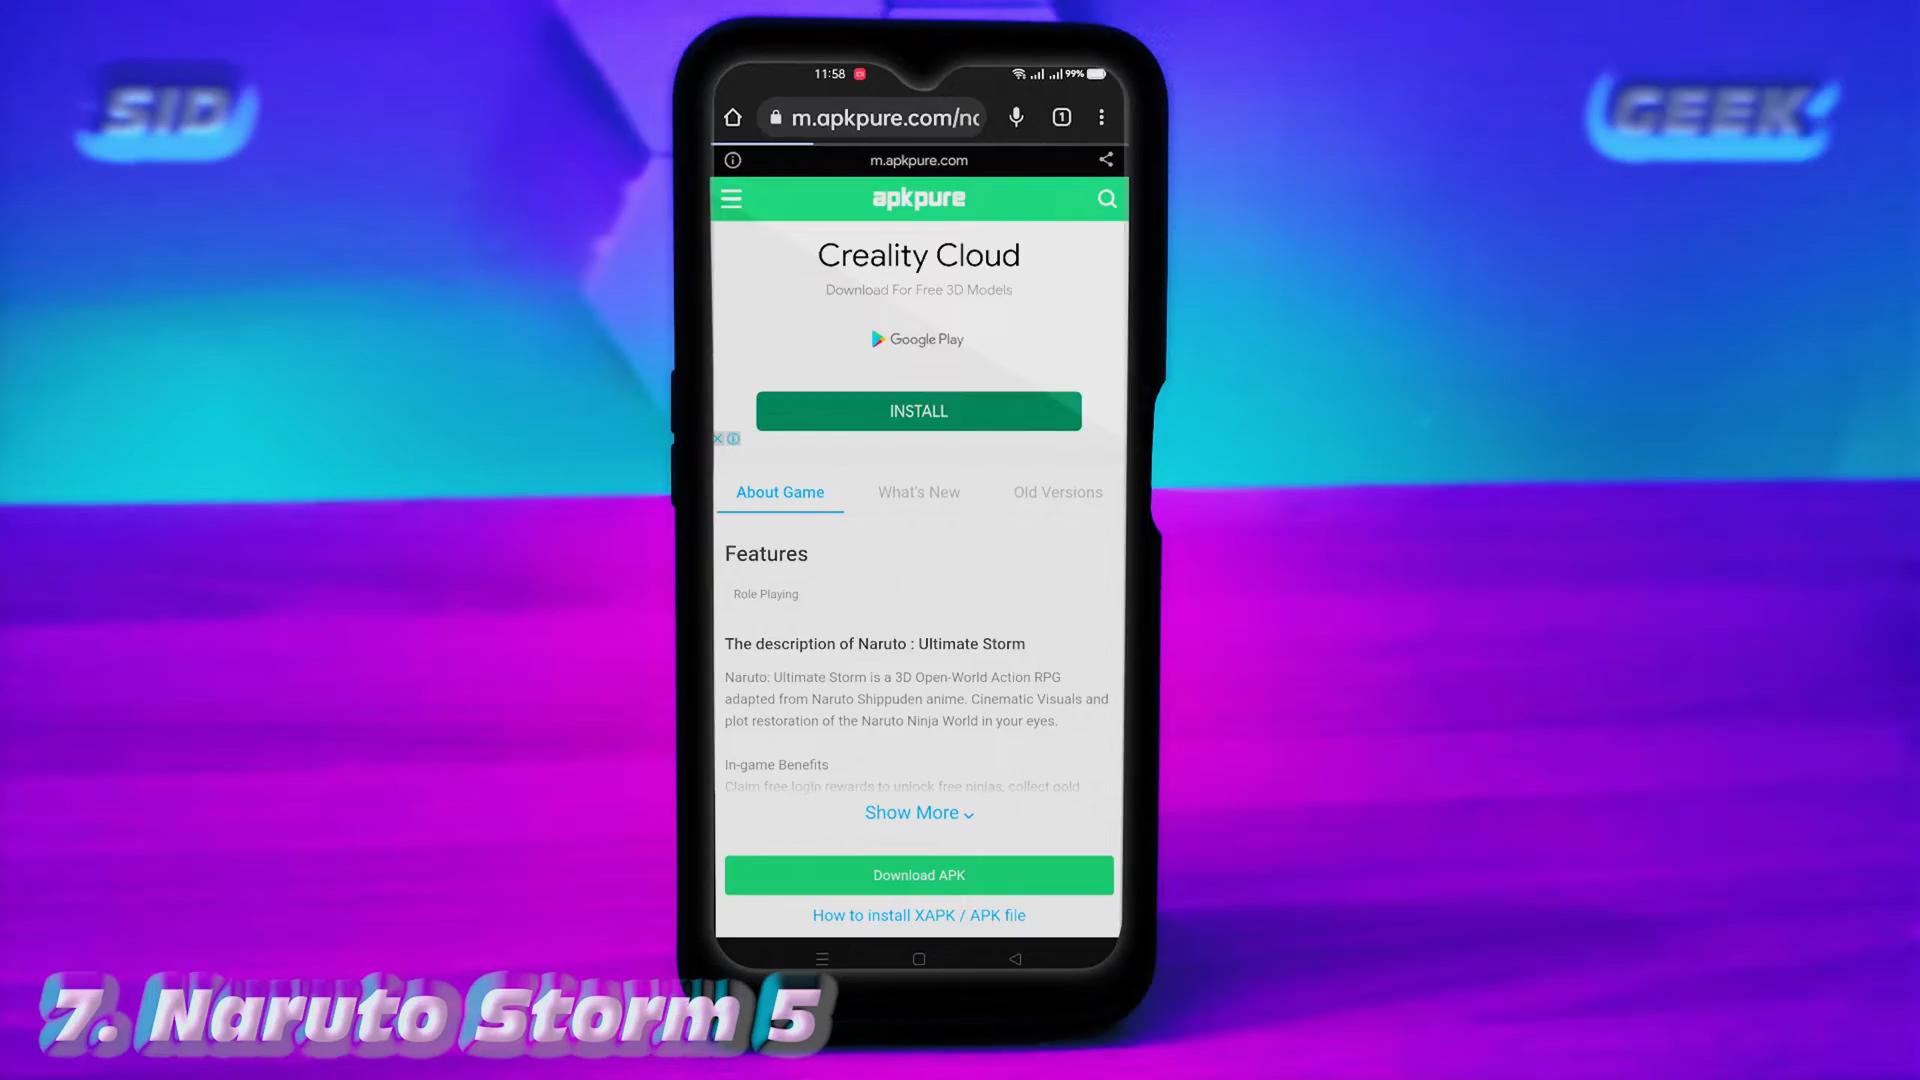 SID
GEEK
11:58
99%
m.apkpure.com/no
1
m.apkpure.com
apkpure
Creality Cloud
Download For Free 3D Models
Google Play
INSTALL
About Game
What's New
Old Versions
Features
Role Playing
The description of Naruto : Ultimate Storm
Naruto: Ultimate Storm is a 3D Open-World Action RPG
adapted from Naruto Shippuden anime. Cinematic Visuals and
plot restoration of the Naruto Ninja World in your eyes.
In-game Benefits
Claim free login rewards to unlock free ninjas, collect gold
Show More
Download APK
How to install XAPK / APK file
7. Naruto Storm 5